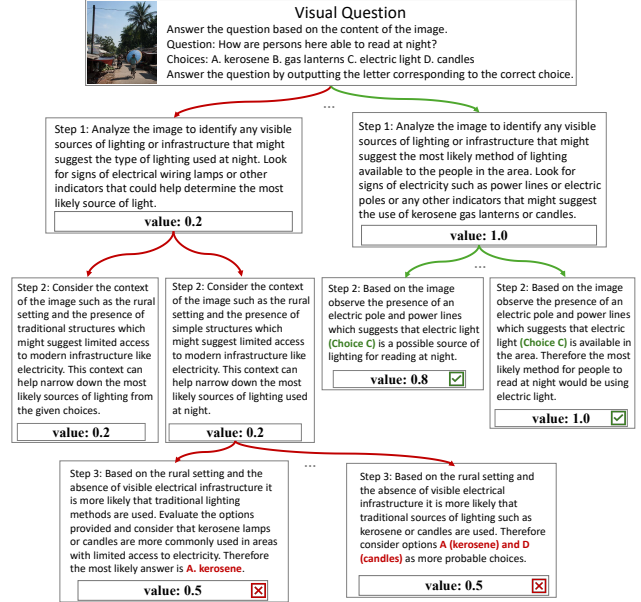 Visual Question
Answer the question based on the content of the image.
Question: How are persons here able to read at night?
Choices: A. kerosene B. gas lanterns C. electric light D. candles
Answer the question by outputting the letter corresponding to the correct choice.
...
Step 1: Analyze the image to identify any visible
sources of lighting or infrastructure that might
suggest the type of lighting used at night. Look
for signs of electrical wiring lamps or other
indicators that could help determine the most
likely source of light.
value: 0.2
Step 1: Analyze the image to identify any visible
sources of lighting or infrastructure that might
suggest the most likely method of lighting
available to the people in the area. Look for
signs of electricity such as power lines or electric
poles or any other indicators that might suggest
the use of kerosene gas lanterns or candles.
value: 1.0
...
Step 2: Consider the context
of the image such as the rural
setting and the presence of
traditional structures which
might suggest limited access
to modern infrastructure like
electricity. This context can
help narrow down the most
likely sources of lighting from
the given choices.
value: 0.2
Step 2: Consider the context
of the image such as the rural
setting and the presence of
simple structures which
might suggest limited access
to modern infrastructure like
electricity. This context can
help narrow down the most
likely sources of lighting used
at night.
value: 0.2
Step 2: Based on the image
observe the presence of an
electric pole and power lines
which suggests that electric light
(Choice C) is a possible source of
lighting for reading at night.
value: 0.8
Step 2: Based on the image
observe the presence of an
electric pole and power lines
which suggests that electric
light (Choice C) is available in
the area. Therefore the most
likely method for people to
read at night would be using
electric light.
value: 1.0
Step 3: Based on the rural setting and the
absence of visible electrical infrastructure it
is more likely that traditional lighting
methods are used. Evaluate the options
provided and consider that kerosene lamps
or candles are more commonly used in areas
with limited access to electricity. Therefore
the most likely answer is A. kerosene.
value: 0.5
...
Step 3: Based on the rural setting and
the absence of visible electrical
infrastructure it is more likely that
traditional sources of lighting such as
kerosene or candles are used. Therefore
consider options A (kerosene) and D
(candles) as more probable choices.
value: 0.5